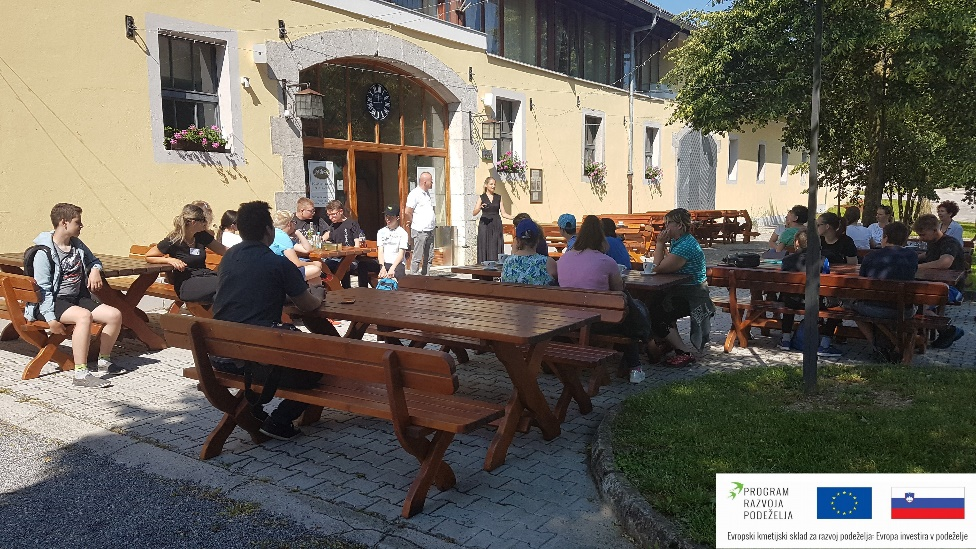 PROGRAM
RAZVOJA
PODEŽELJA
Evropski kmetijski sklad za razvoj podeželja: Evropa investira v podeželje